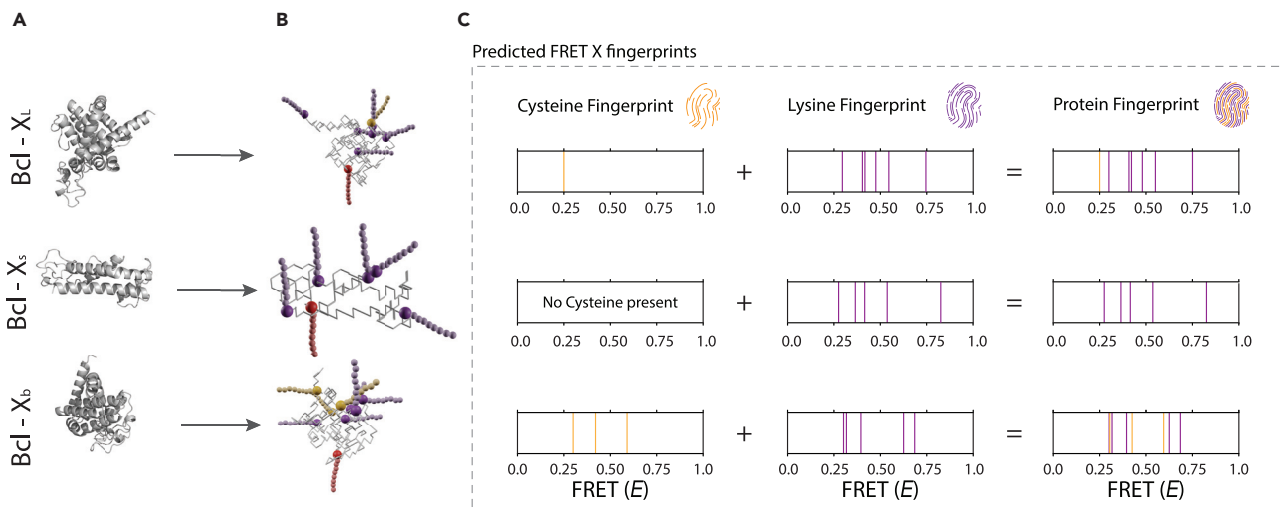 A
B
C
Predicted FRET X fingerprints
Cysteine Fingerprint
Lysine Fingerprint
Protein Fingerprint
Bcl - XL
+
=
0.0 0.25 0.50 0.75 1.0
0.0 0.25 0.50 0.75 1.0
0.0 0.25 0.50 0.75 1.0
Bcl - Xs
No Cysteine present
+
=
0.0 0.25 0.50 0.75 1.0
0.0 0.25 0.50 0.75 1.0
0.0 0.25 0.50 0.75 1.0
Bcl - Xb
+
=
0.0 0.25 0.50 0.75 1.0
0.0 0.25 0.50 0.75 1.0
0.0 0.25 0.50 0.75 1.0
FRET (E)
FRET (E)
FRET (E)